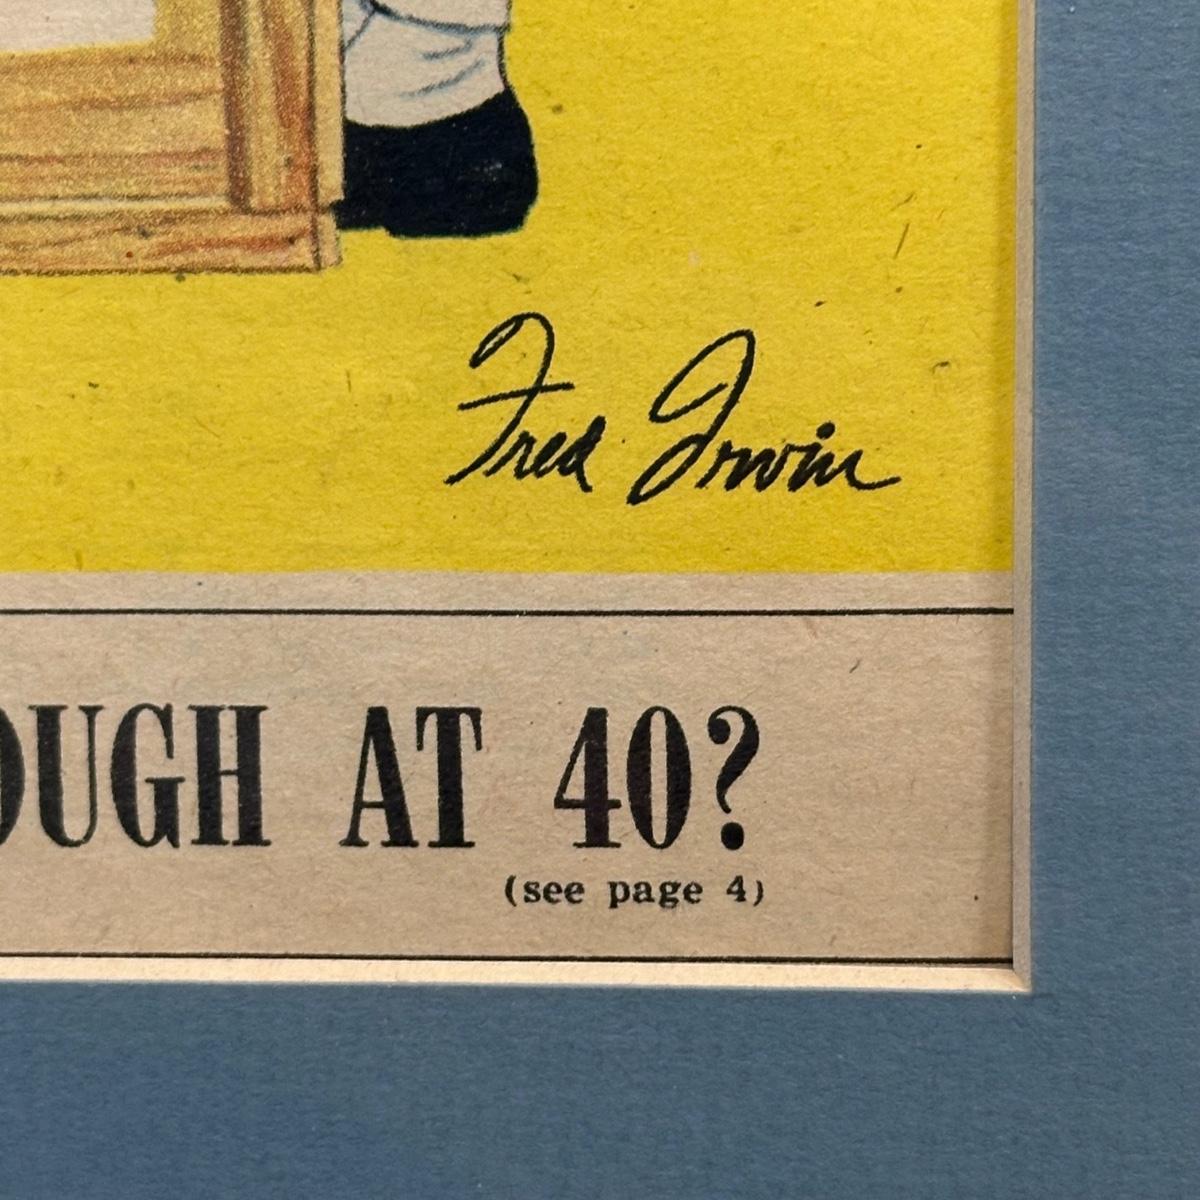 Fred Irwin
OUGH AT 40?
(see page 4)